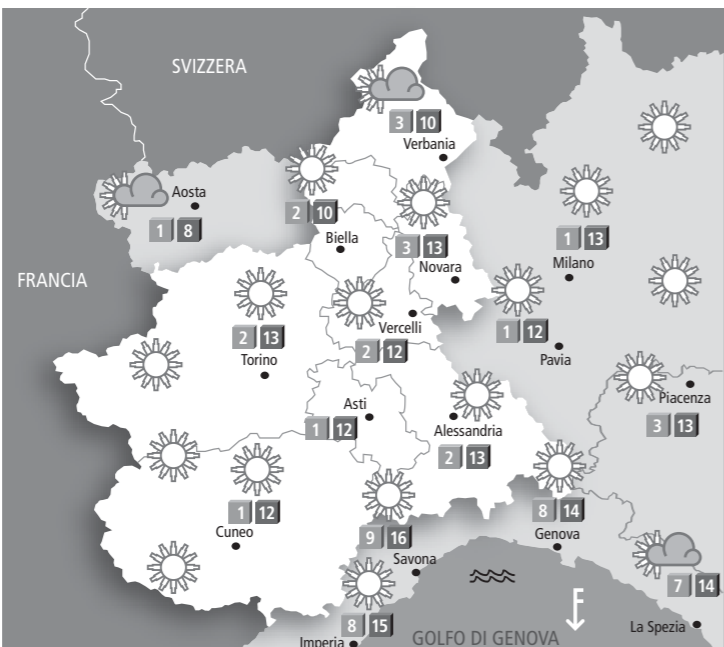 SVIZZERA
3 10
Verbania
Aosta
1 8
2 10
Biella
3 13
Novara
1 13
Milano
FRANCIA
2 13
Torino
Vercelli
2 12
1 12
Pavia
Asti
1 12
Alessandria
2 13
Piacenza
3 13
1 12
Cuneo
9 16
Savona
8 14
Genova
7 14
La Spezia
8 15
Imperia
GOLFO DI GENOVA